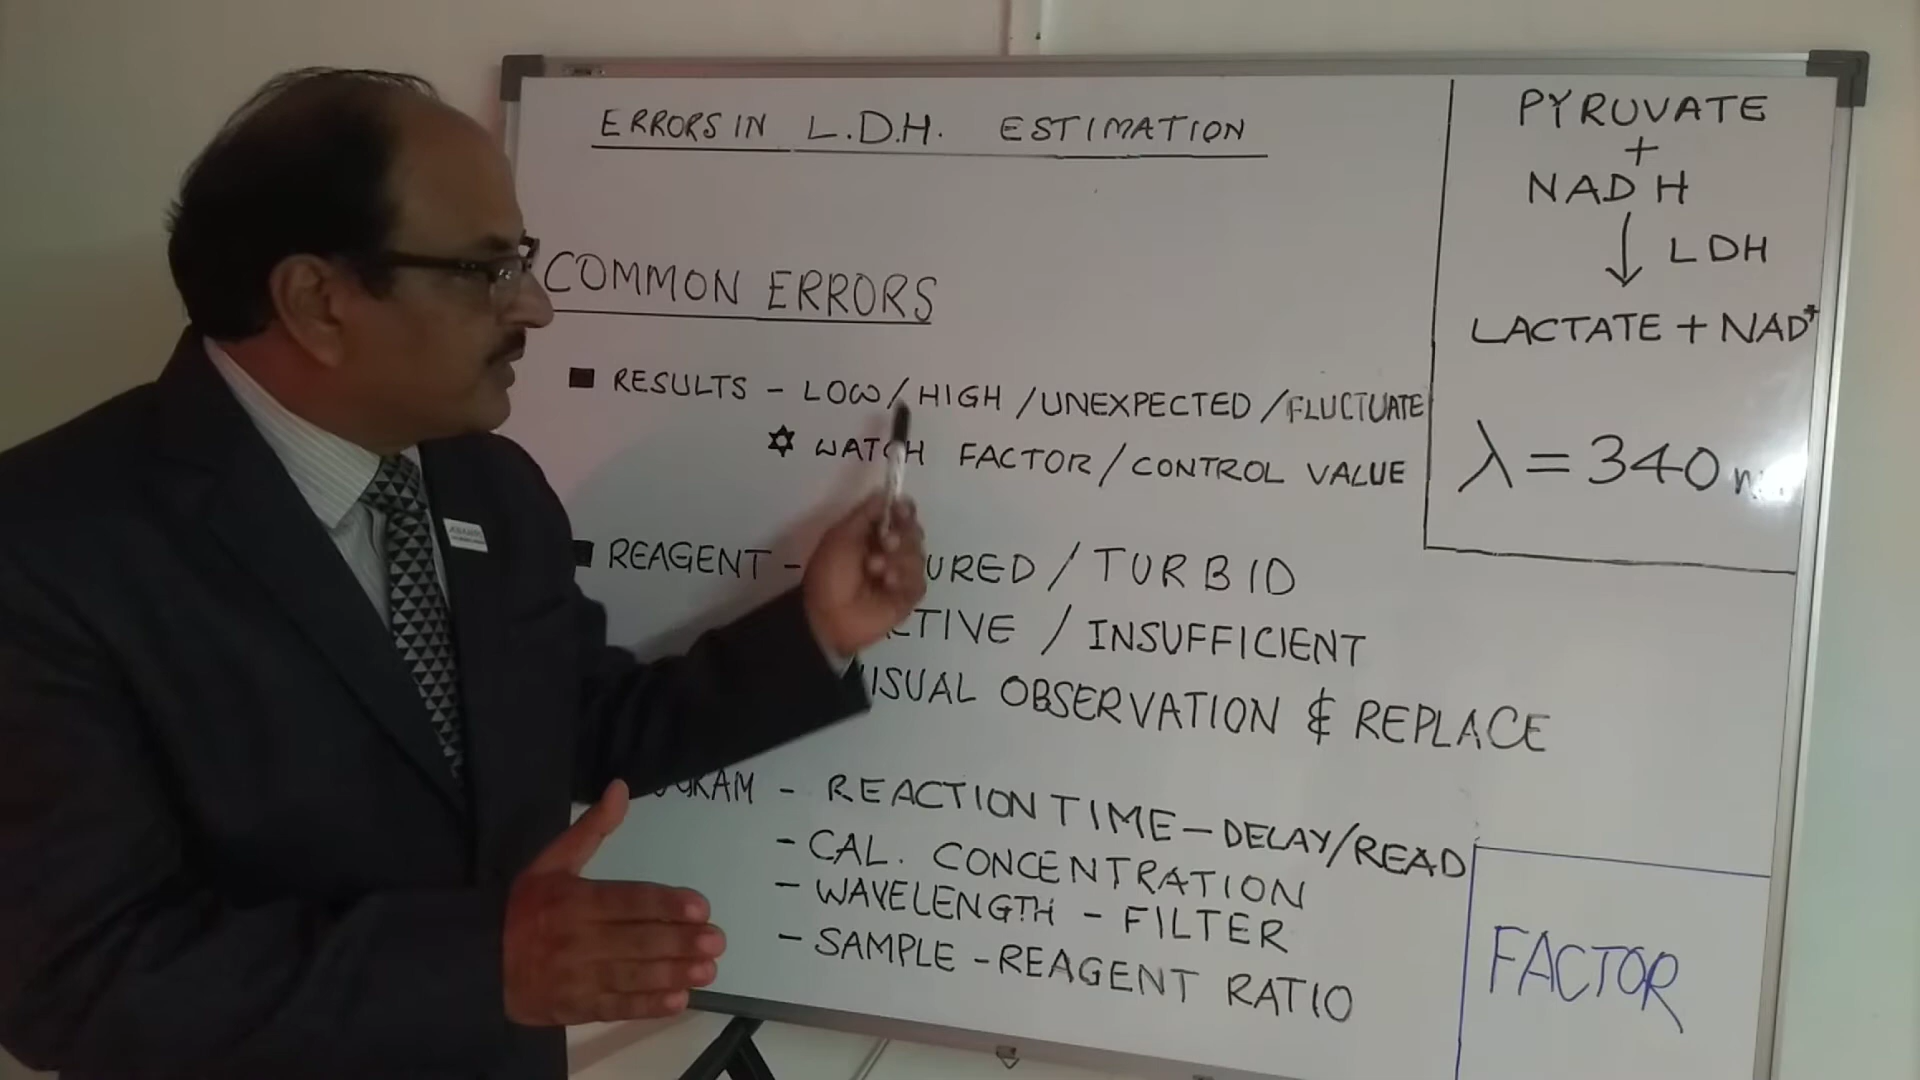 ERRORS IN L.D.H. ESTIMATION
COMMON ERRORS
■ RESULTS - LOW / HIGH / UNEXPECTED / FLUCTUATE
✡ WATCH FACTOR / CONTROL VALUE
■ REAGENT - / TURBID
/ INSUFFICIENT
OBSERVATION & REPLACE
- REACTION TIME - DELAY/READ
- CAL. CONCENTRATION
- WAVELENGTH - FILTER
- SAMPLE - REAGENT RATIO
PYRUVATE
+
NADH
↓ LDH
LACTATE + NAD⁺
λ = 340
FACTOR